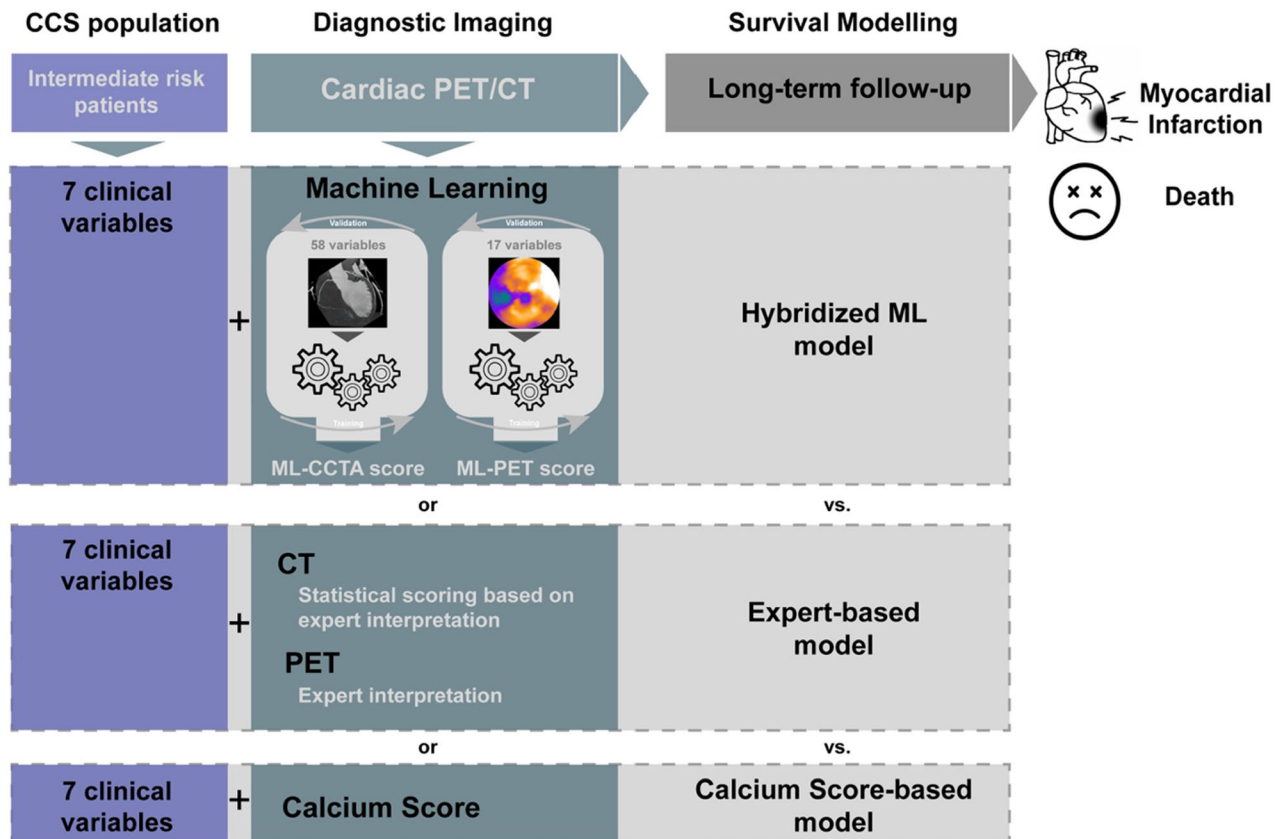 CCS population
Diagnostic Imaging
Survival Modelling
Intermediate risk
patients
Cardiac PET/CT
Long-term follow-up
Myocardial
Infarction
Death
7 clinical
variables
+
Machine Learning
Validation
Validation
58 variables
17 variables
Training
Training
ML-CCTA score
ML-PET score
Hybridized ML
model
or
vs.
7 clinical
variables
+
CT
Statistical scoring based on
expert interpretation
PET
Expert interpretation
Expert-based
model
or
vs.
7 clinical
variables
+
Calcium Score
Calcium Score-based
model